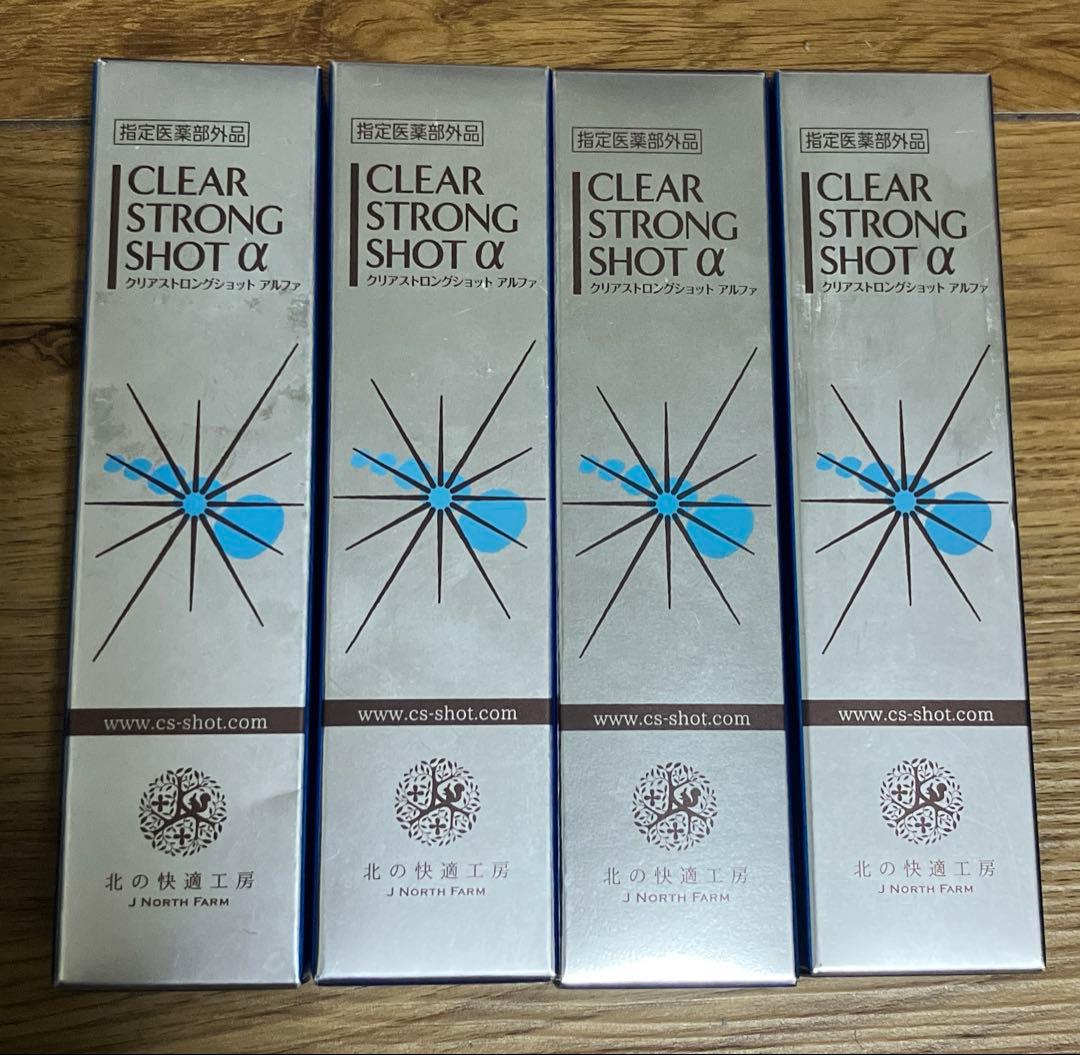 指定医薬部外品
CLEAR
STRONG
SHOT α
クリアストロングショット アルファ
www.cs-shot.com
北の快適工房
J NORTH FARM
指定医薬部外品
CLEAR
STRONG
SHOT α
クリアストロングショット アルファ
www.cs-shot.com
北の快適工房
J NORTH FARM
指定医薬部外品
CLEAR
STRONG
SHOT α
クリアストロングショット アルファ
www.cs-shot.com
北の快適工房
J NORTH FARM
指定医薬部外品
CLEAR
STRONG
SHOT α
クリアストロングショット アルファ
www.cs-shot.com
北の快適工房
J NORTH FARM